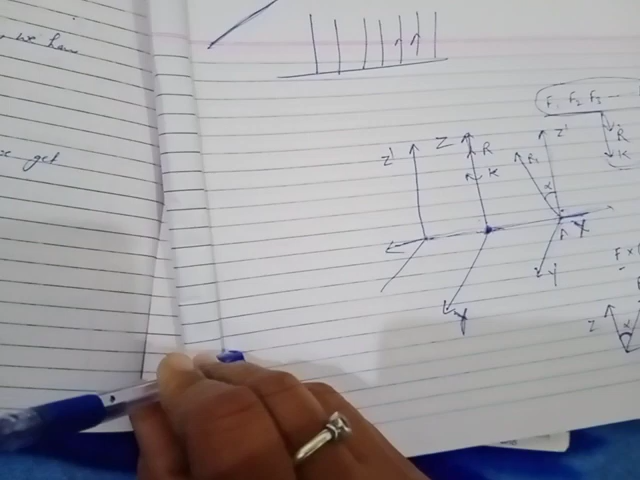 we have
get
F₁ F₂ F₃ —
R
K
Z' Z R K R₁ Z'
α
A X
Y
Y
Z α